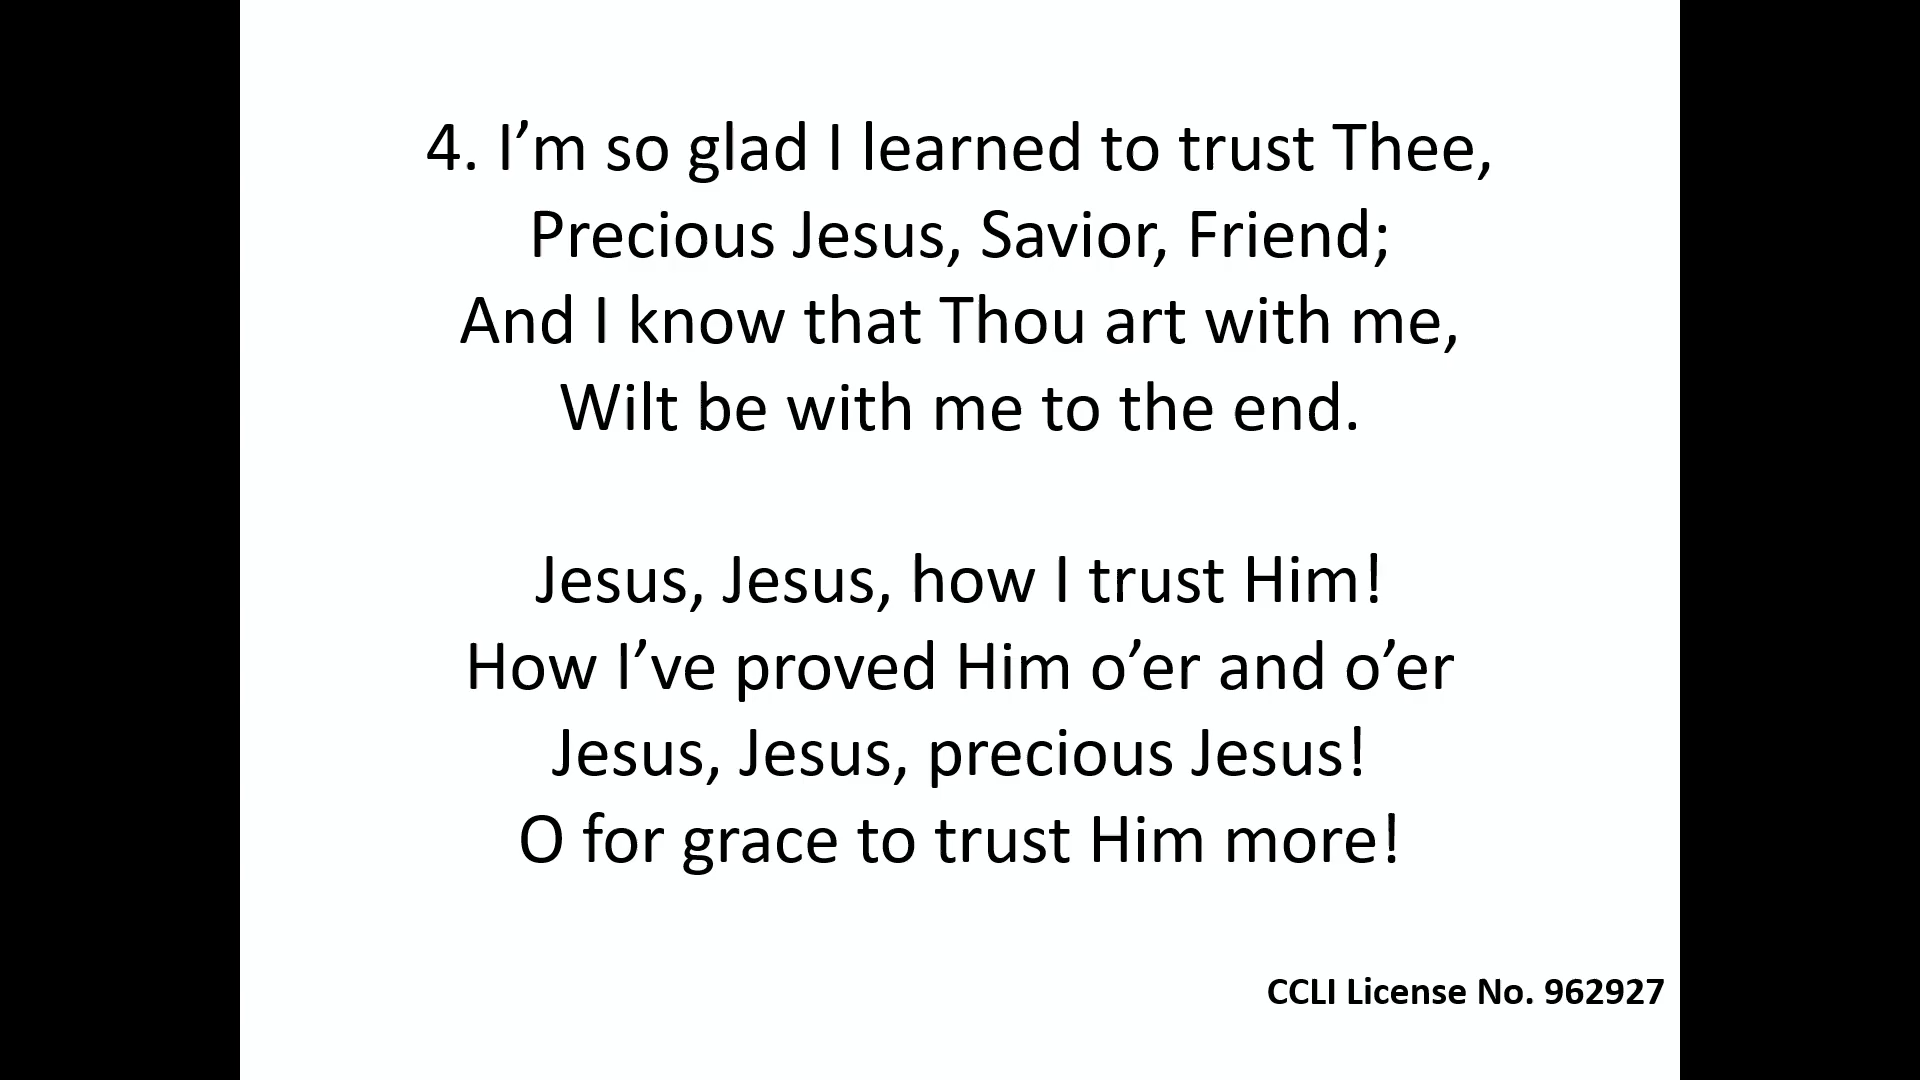 4. I’m so glad I learned to trust Thee,
Precious Jesus, Savior, Friend;
And I know that Thou art with me,
Wilt be with me to the end.
Jesus, Jesus, how I trust Him!
How I’ve proved Him o’er and o’er
Jesus, Jesus, precious Jesus!
O for grace to trust Him more!
CCLI License No. 962927